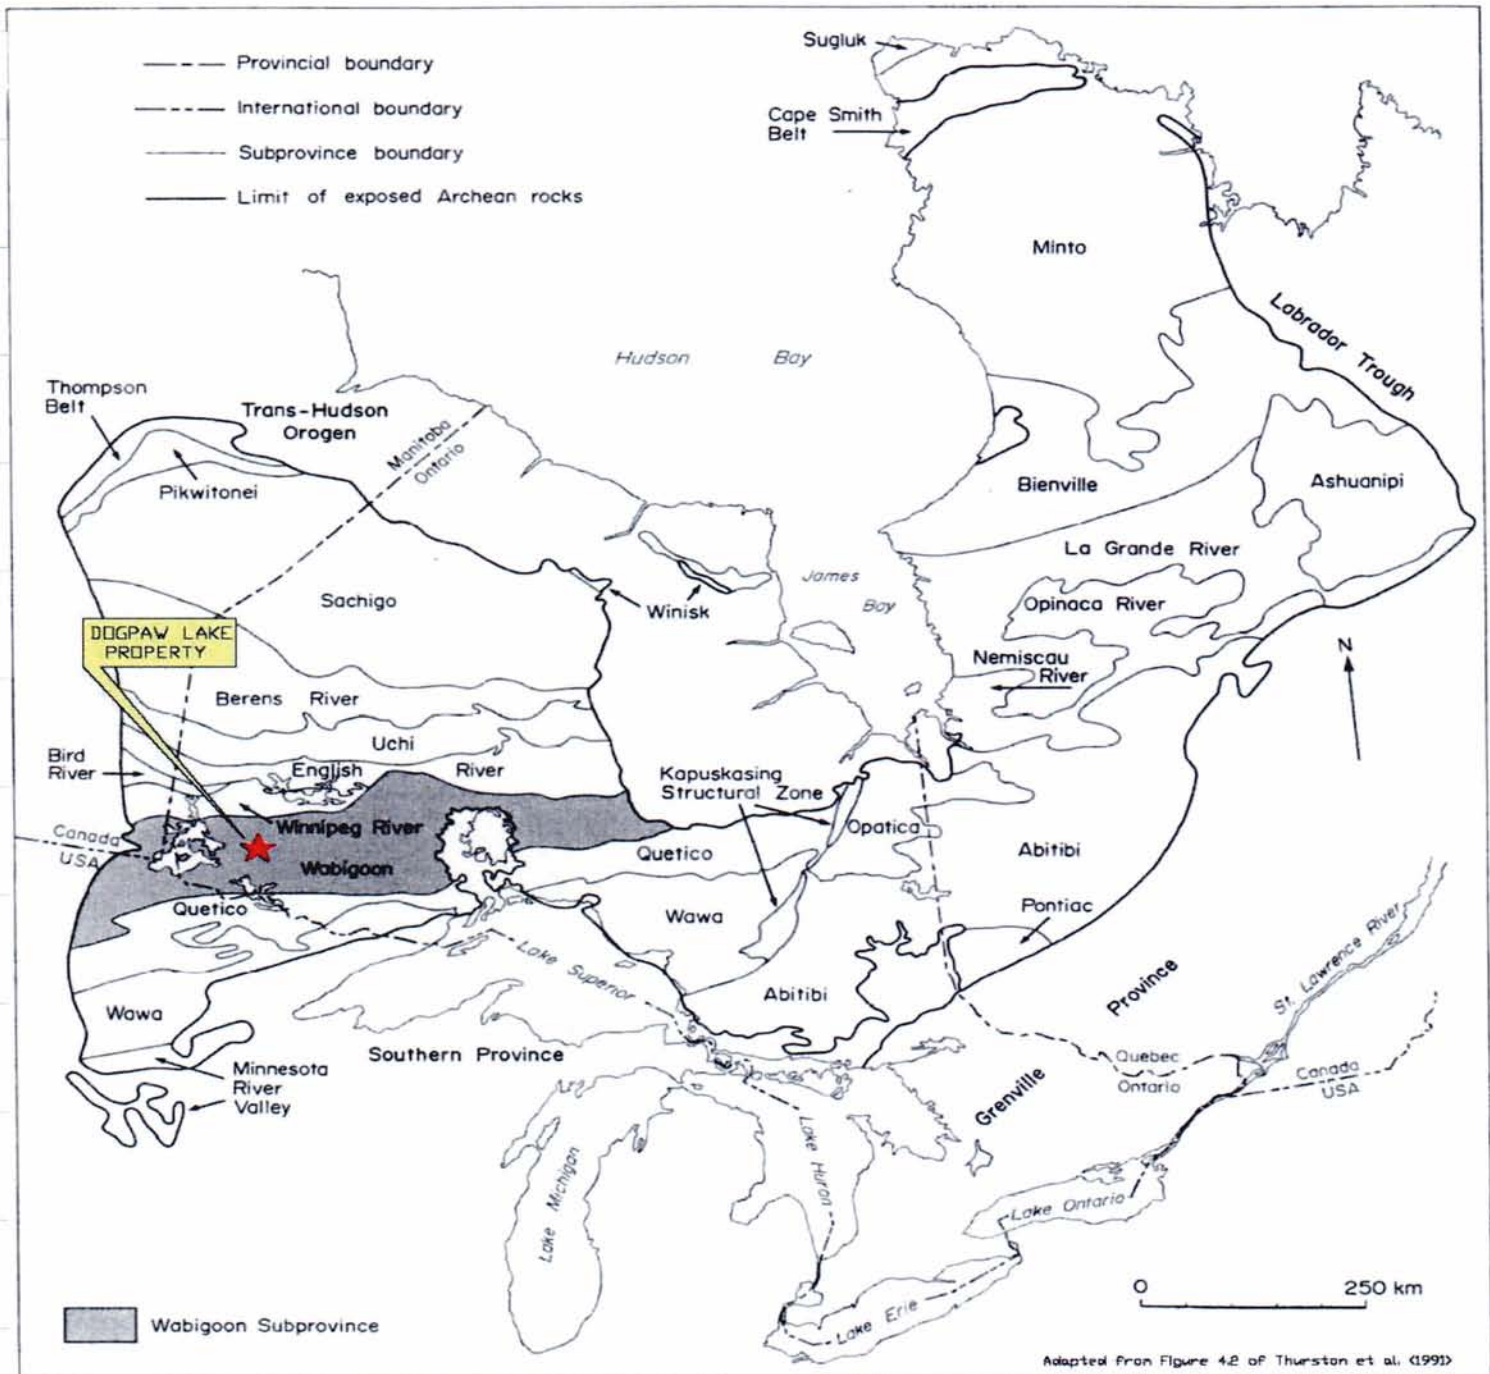 Provincial boundary
International boundary
Subprovince boundary
Limit of exposed Archean rocks
Sugluk
Cape Smith
Belt
Minto
Labrador Trough
Hudson Bay
Thompson
Belt
Trans-Hudson
Orogen
Manitoba
Ontario
Pikwitonei
Bienville
Ashuanipi
La Grande River
James
Bay
Opinaca River
Sachigo
Winisk
DOGPAW LAKE
PROPERTY
Nemiscau
River
N
Berens River
Uchi
Bird
River
English River
Kapuskasing
Structural Zone
Winnipeg River
Opatica
Canada
USA
Wabigoon
Quetico
Abitibi
Quetico
Wawa
Pontiac
Lake Superior
Abitibi
Province
St. Lawrence River
Wawa
Southern Province
Minnesota
River
Valley
Grenville
Quebec
Ontario
Canada
USA
Lake Michigan
Lake Huron
Lake Ontario
Lake Erie
0 250 km
Wabigoon Subprovince
Adapted from Figure 4.2 of Thurston et al. (1991)